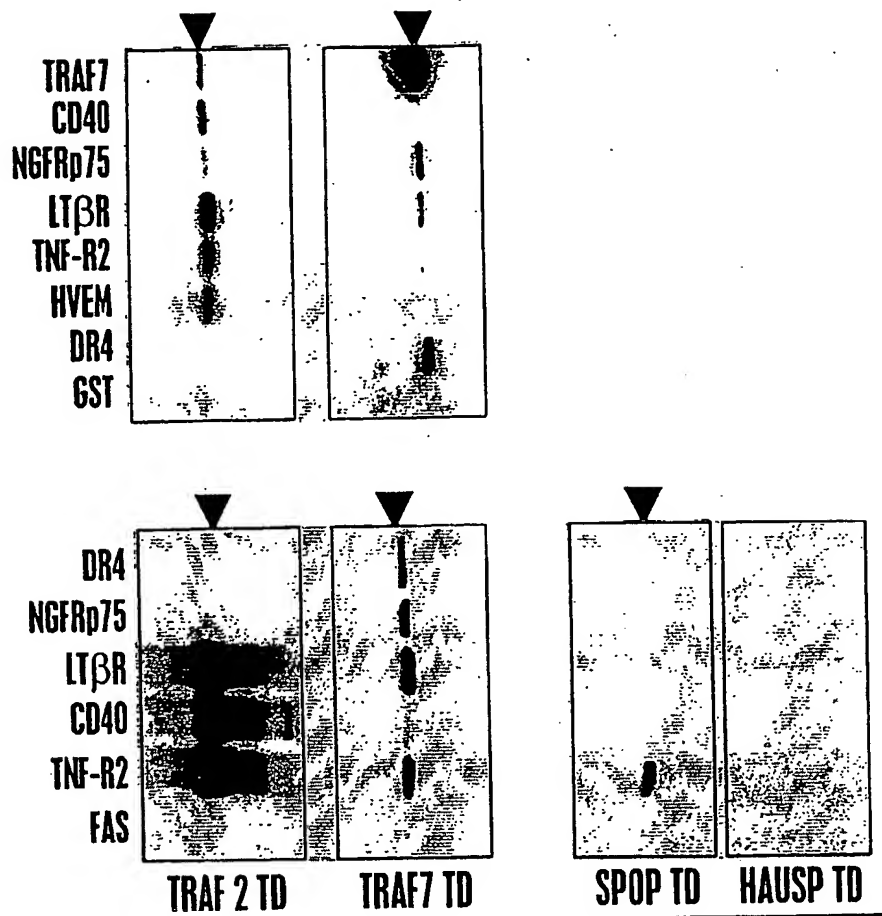 TRAF7
CD40
NGFRp75
LTβR
TNF-R2
HVEM
DR4
GST
DR4
NGFRp75
LTβR
CD40
TNF-R2
FAS
TRAF 2 TD TRAF7 TD SPOP TD HAUSP TD